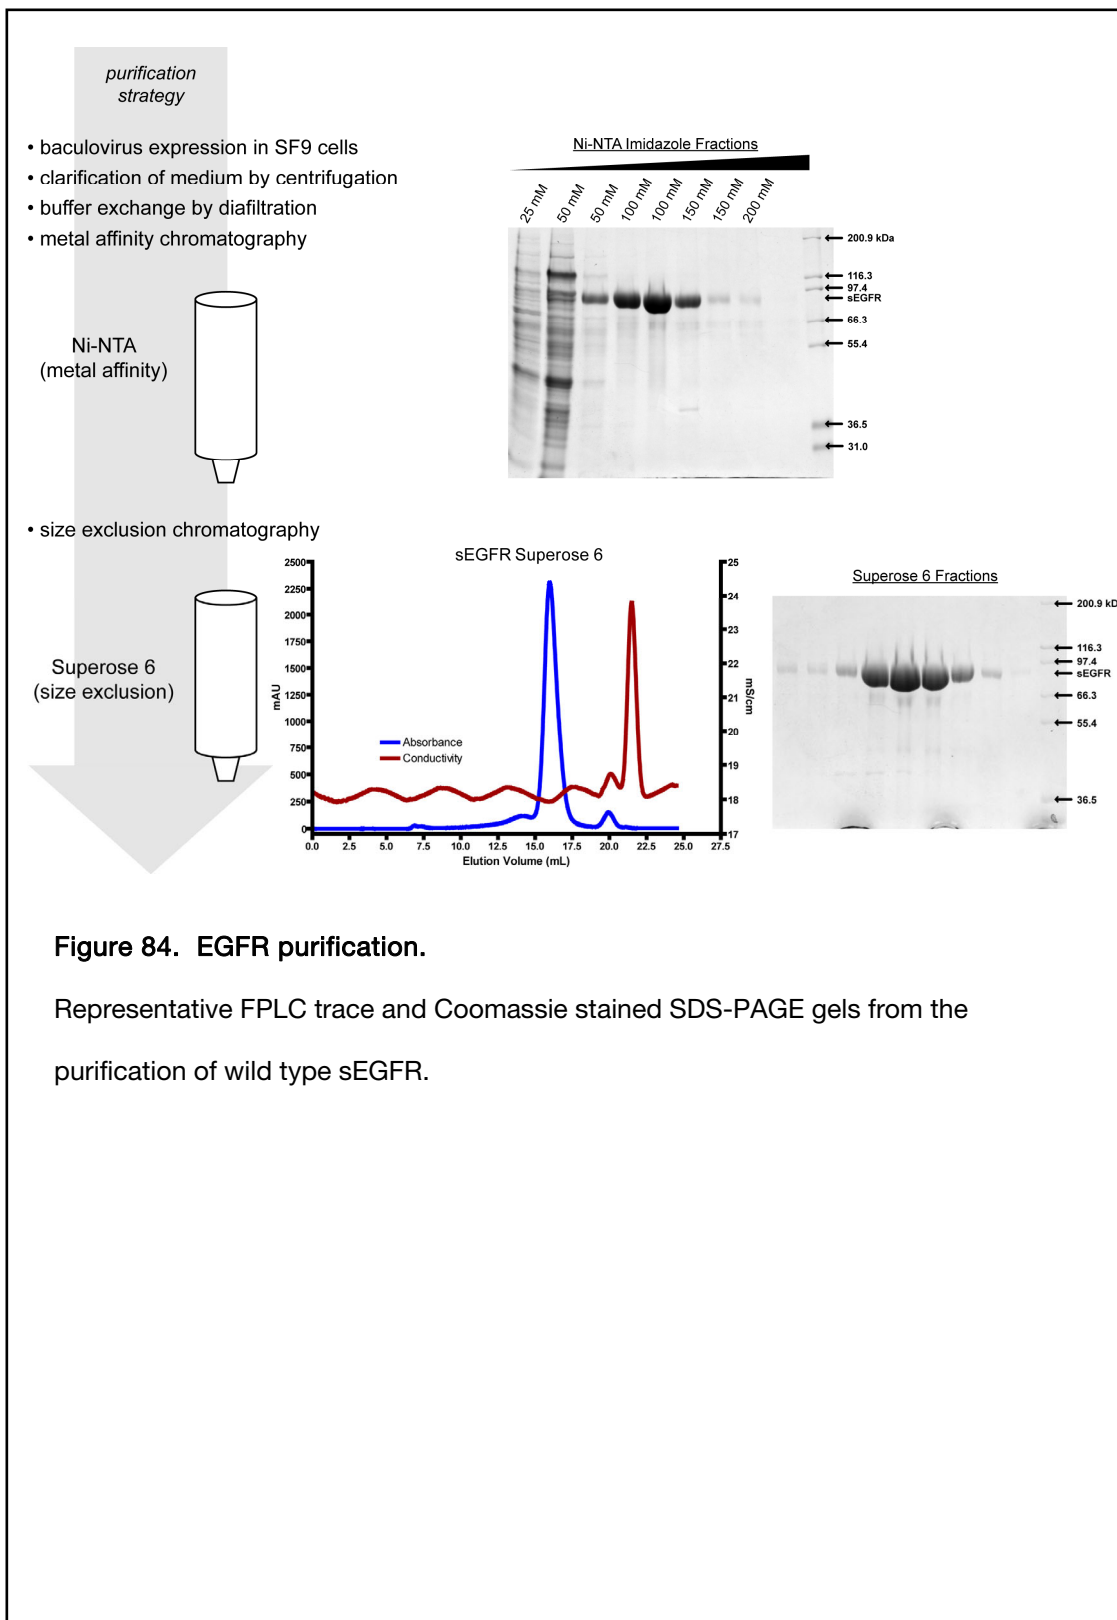 purification
strategy
• baculovirus expression in SF9 cells
• clarification of medium by centrifugation
• buffer exchange by diafiltration
• metal affinity chromatography
Ni-NTA
(metal affinity)
Ni-NTA Imidazole Fractions
25 mM
50 mM
50 mM
100 mM
100 mM
150 mM
150 mM
200 mM
200.9 kDa
116.3
97.4
sEGFR
66.3
55.4
36.5
31.0
• size exclusion chromatography
Superose 6
(size exclusion)
sEGFR Superose 6
2500
2250
2000
1750
1500
1250
1000
750
500
250
0
mAU
Absorbance
Conductivity
25
24
23
22
21
20
19
18
17
mS/cm
0.0
2.5
5.0
7.5
10.0
12.5
15.0
17.5
20.0
22.5
25.0
27.5
Elution Volume (mL)
Superose 6 Fractions
200.9 kD
116.3
97.4
sEGFR
66.3
55.4
36.5
Figure 84. EGFR purification.
Representative FPLC trace and Coomassie stained SDS-PAGE gels from the
purification of wild type sEGFR.